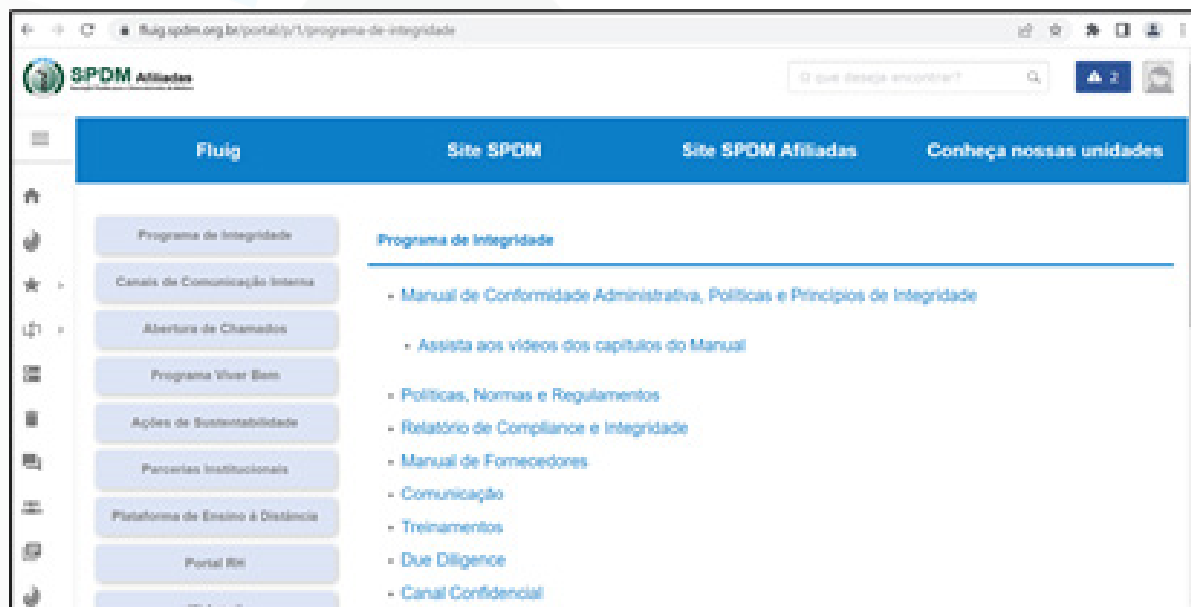 fluig.spdm.org.br/portal/p/1/programa-de-integridade
SPDM Afiliadas
O que deseja encontrar?
2
Fluig
Site SPDM
Site SPDM Afiliadas
Conheça nossas unidades
Programa de Integridade
Canais de Comunicação Interna
Abertura de Chamados
Programa Viver Bem
Ações de Sustentabilidade
Parcerias Institucionais
Plataforma de Ensino à Distância
Portal RH
Programa de Integridade
- Manual de Conformidade Administrativa, Políticas e Princípios de Integridade
- Assista aos vídeos dos capítulos do Manual
- Políticas, Normas e Regulamentos
- Relatório de Compliance e Integridade
- Manual de Fornecedores
- Comunicação
- Treinamentos
- Due Diligence
- Canal Confidencial